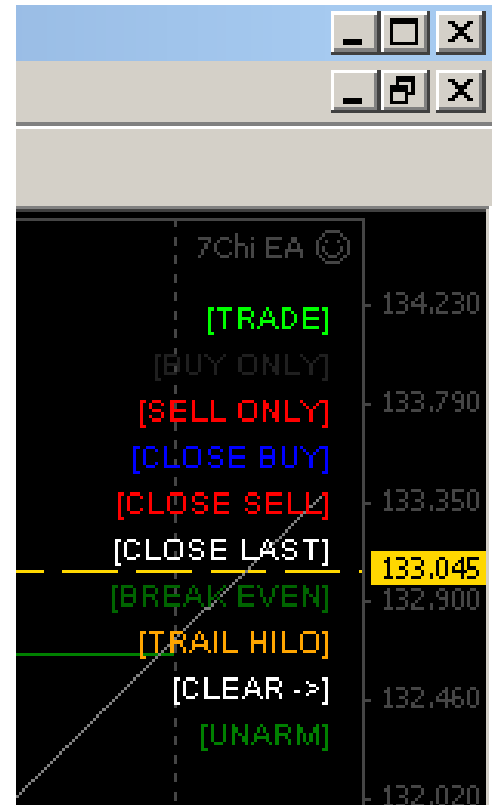 7Chi EA
134.230
[TRADE]
[BUY ONLY]
133.790
[SELL ONLY]
[CLOSE BUY]
133.350
[CLOSE SELL]
[CLOSE LAST]
133.045
132.900
[BREAK EVEN]
[TRAIL HILO]
[CLEAR ->]
132.460
[UNARM]
132.020